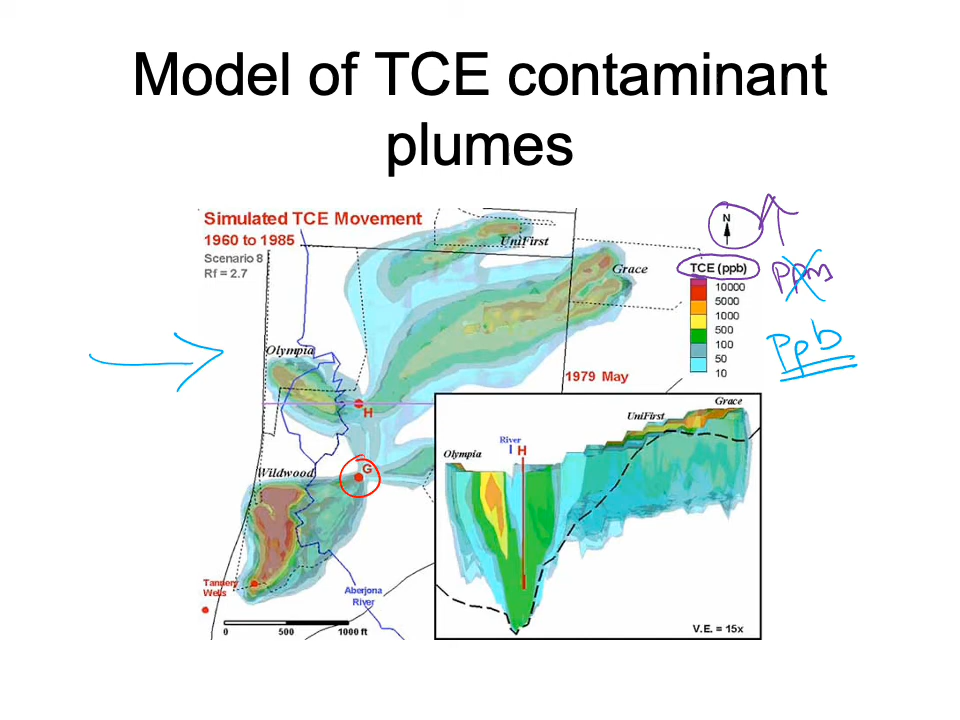 Model of TCE contaminant
plumes
Simulated TCE Movement
1960 to 1985
Scenario 8
Rf = 2.7
UniFirst
Grace
N
TCE (ppb)
ppm
10000
5000
1000
500
100
50
10
ppb
Olympia
1979 May
H
G
Wildwood
Tannery
Wells
Aberjona
River
0 500 1000 ft
Grace
UniFirst
River
H
Olympia
V.E. = 15x